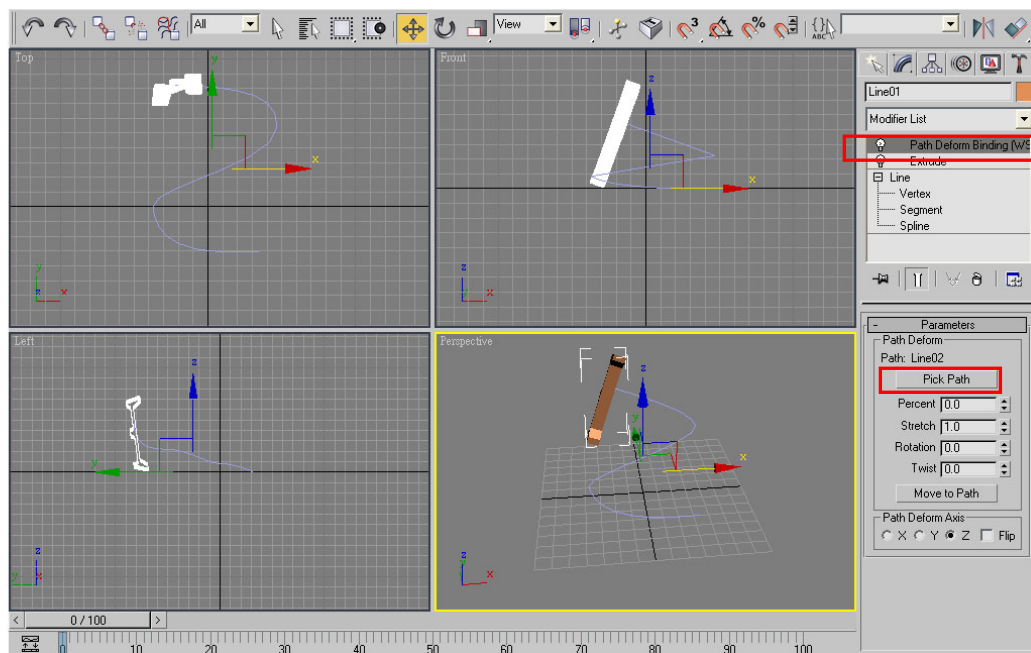 All
View
3
%
{}
ABC
Top
y
x
y
z
x
Front
z
x
z
x
Left
z
y
z
y
x
Perspective
z
y
x
z
y
x
Line01
Modifier List
Path Deform Binding (WS
Extrude
Line
Vertex
Segment
Spline
- Parameters
Path Deform
Path: Line02
Pick Path
Percent 0.0
Stretch 1.0
Rotation 0.0
Twist 0.0
Move to Path
Path Deform Axis
X Y Z Flip
< 0 / 100 >
0 10 20 30 40 50 60 70 80 90 100